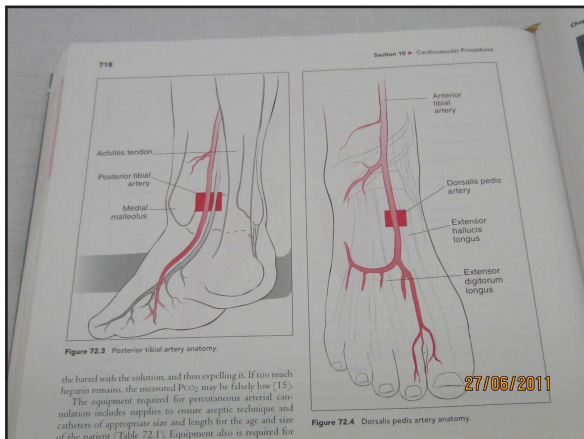 718
Section 10 ▶ Cardiovascular Procedures
Achilles tendon
Posterior tibial
artery
Medial
malleolus
Figure 72.3 Posterior tibial artery anatomy.
the barrel with the solution, and then expelling it. If too much
heparin remains, the measured PCO2 may be falsely low (15).
The equipment required for percutaneous arterial can-
nulation includes supplies to ensure aseptic technique and
catheters of appropriate size and length for the age and size
of the patient (Table 72.1). Equipment also is required for
Anterior
tibial
artery
Dorsalis pedis
artery
Extensor
hallucis
longus
Extensor
digitorum
longus
Figure 72.4 Dorsalis pedis artery anatomy.
27/06/2011